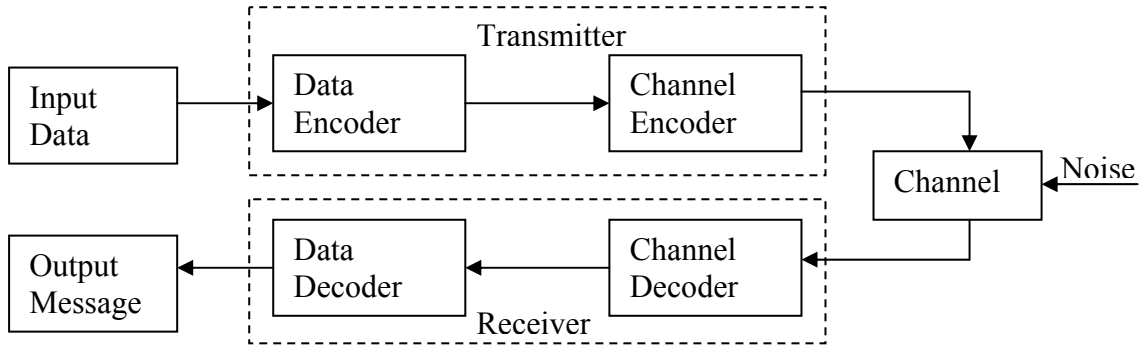 Transmitter
Input
Data
Data
Encoder
Channel
Encoder
Channel
Noise
Output
Message
Data
Decoder
Channel
Decoder
Receiver